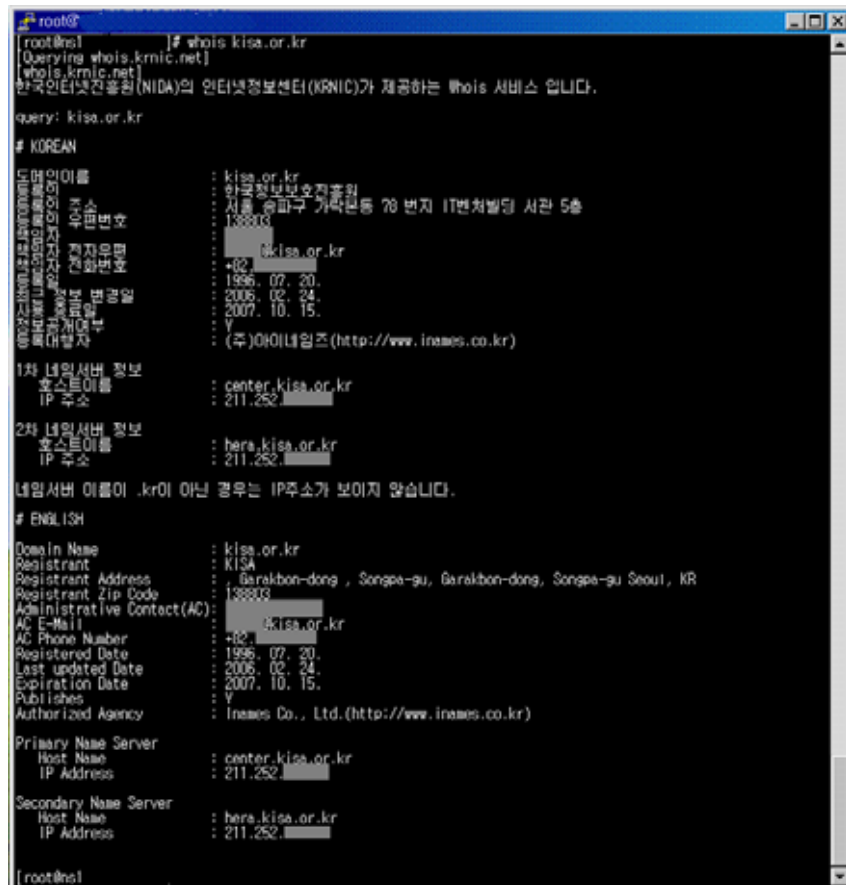 root@
[root@ns1 ]# whois kisa.or.kr
[Querying whois.krnic.net]
[whois.krnic.net]
한국인터넷진흥원(NIDA)의 인터넷정보센터(KRNIC)가 제공하는 Whois 서비스 입니다.
query: kisa.or.kr
# KOREAN
도메인이름 : kisa.or.kr
등록인 : 한국정보보호진흥원
등록인 주소 : 서울 송파구 가락본동 78 번지 IT벤처빌딩 서관 5층
등록인 우편번호 : 138803
책임자 :
책임자 전자우편 : @kisa.or.kr
책임자 전화번호 : +82.
등록일 : 1996. 07. 20.
최근 정보 변경일 : 2006. 02. 24.
사용 종료일 : 2007. 10. 15.
정보공개여부 : Y
등록대행자 : (주)아이네임즈(http://www.inames.co.kr)
1차 네임서버 정보
호스트이름 : center.kisa.or.kr
IP 주소 : 211.252.
2차 네임서버 정보
호스트이름 : hera.kisa.or.kr
IP 주소 : 211.252.
네임서버 이름이 .kr이 아닌 경우는 IP주소가 보이지 않습니다.
# ENGLISH
Domain Name : kisa.or.kr
Registrant : KISA
Registrant Address : , Garakbon-dong , Songpa-gu, Garakbon-dong, Songpa-gu Seoul, KR
Registrant Zip Code : 138803
Administrative Contact(AC):
AC E-Mail : @kisa.or.kr
AC Phone Number : +82.
Registered Date : 1996. 07. 20.
Last updated Date : 2006. 02. 24.
Expiration Date : 2007. 10. 15.
Publishes : Y
Authorized Agency : Inames Co., Ltd.(http://www.inames.co.kr)
Primary Name Server
Host Name : center.kisa.or.kr
IP Address : 211.252.
Secondary Name Server
Host Name : hera.kisa.or.kr
IP Address : 211.252.
[root@ns1